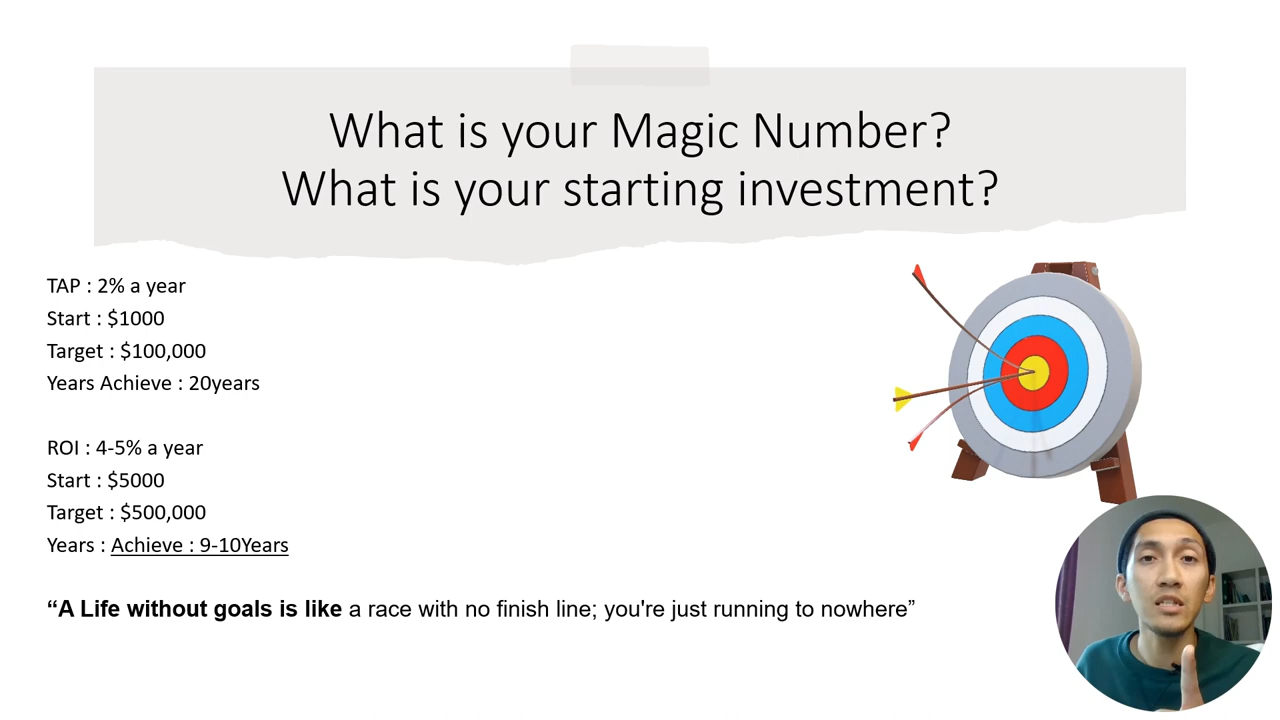 What is your Magic Number?
What is your starting investment?
TAP : 2% a year
Start : $1000
Target : $100,000
Years Achieve : 20years
ROI : 4-5% a year
Start : $5000
Target : $500,000
Years : Achieve : 9-10Years
“A Life without goals is like a race with no finish line; you're just running to nowhere”